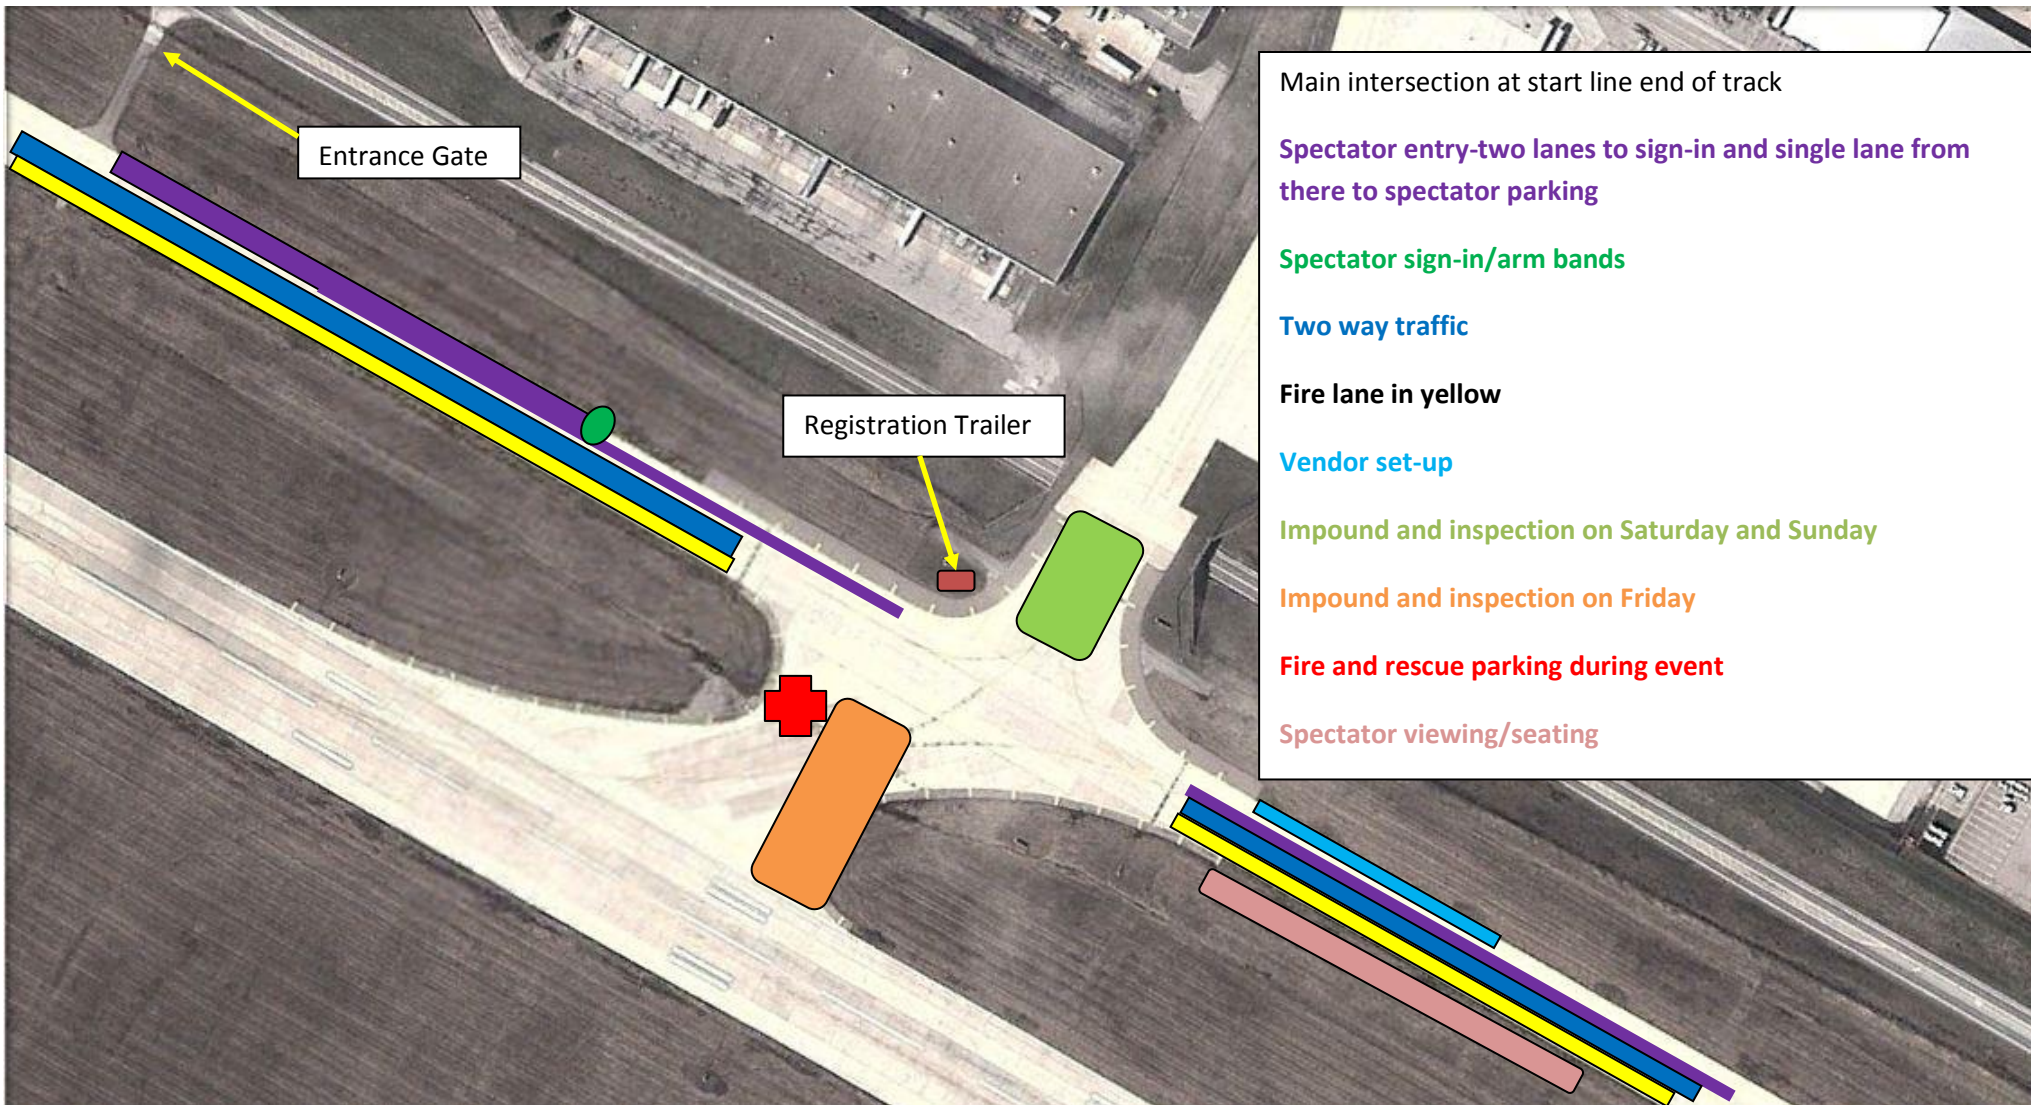 Entrance Gate
Registration Trailer
Main intersection at start line end of track
Spectator entry-two lanes to sign-in and single lane from
there to spectator parking
Spectator sign-in/arm bands
Two way traffic
Fire lane in yellow
Vendor set-up
Impound and inspection on Saturday and Sunday
Impound and inspection on Friday
Fire and rescue parking during event
Spectator viewing/seating